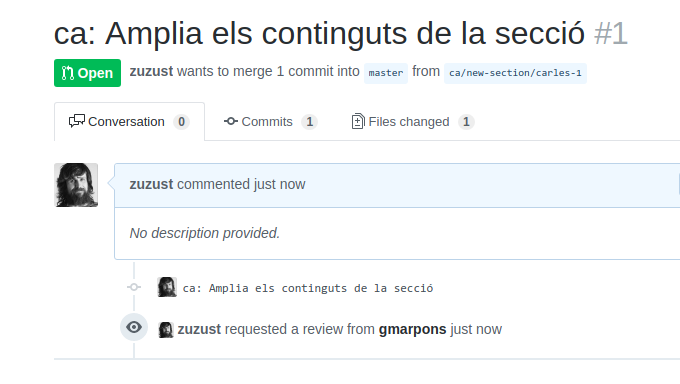 ca: Amplia els continguts de la secció #1
Open zuzust wants to merge 1 commit into master from ca/new-section/carles-1
Conversation 0 Commits 1 Files changed 1
zuzust commented just now
No description provided.
ca: Amplia els continguts de la secció
zuzust requested a review from gmarpons just now